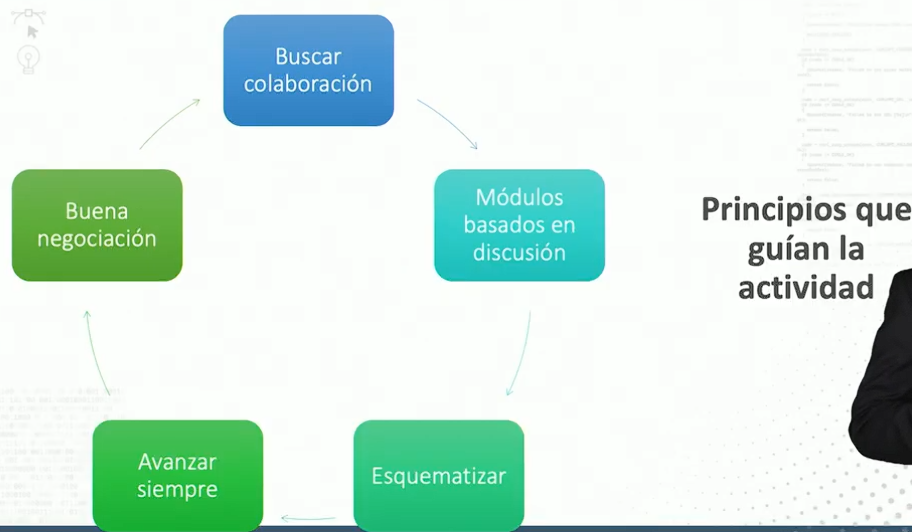 Buscar
colaboración
Módulos
basados en
discusión
Esquematizar
Avanzar
siempre
Buena
negociación
Principios que
guían la
actividad